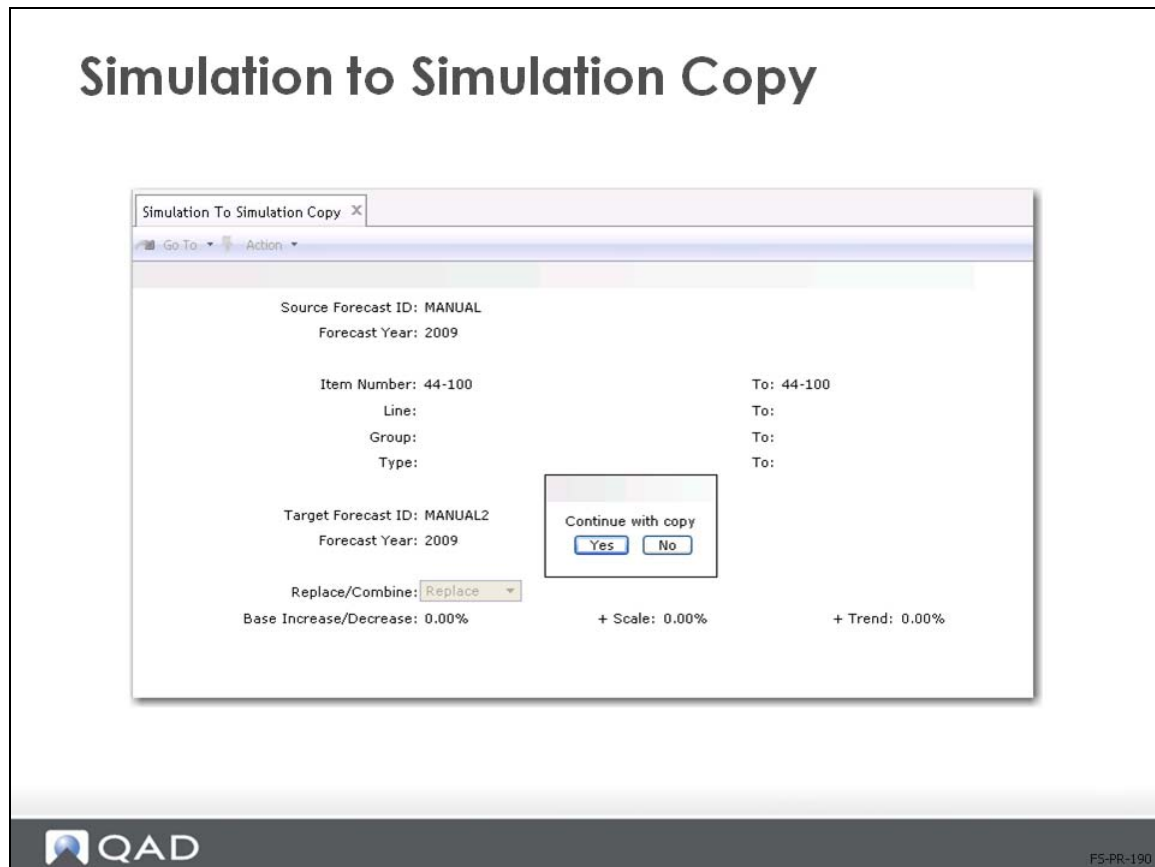 Simulation to Simulation Copy
Simulation To Simulation Copy X
Go To Action
Source Forecast ID: MANUAL
Forecast Year: 2009
Item Number: 44-100 To: 44-100
Line: To:
Group: To:
Type: To:
Target Forecast ID: MANUAL2
Forecast Year: 2009
Continue with copy
Yes No
Replace/Combine: Replace
Base Increase/Decrease: 0.00% + Scale: 0.00% + Trend: 0.00%
QAD
FS-PR-190